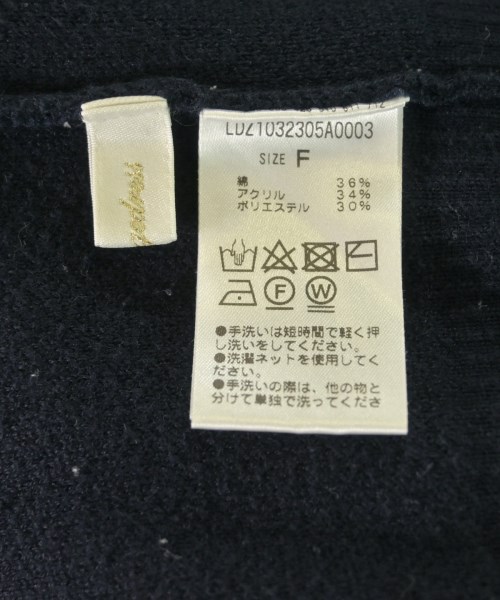 LDZ1032305A0003
SIZE F
綿 36%
アクリル 34%
ポリエステル 30%
F W
●手洗いは短時間で軽く押
し洗いをしてください。
●洗濯ネットを使用してく
ださい。
●手洗いの際は、他の物と
分けて単独で洗ってくださ